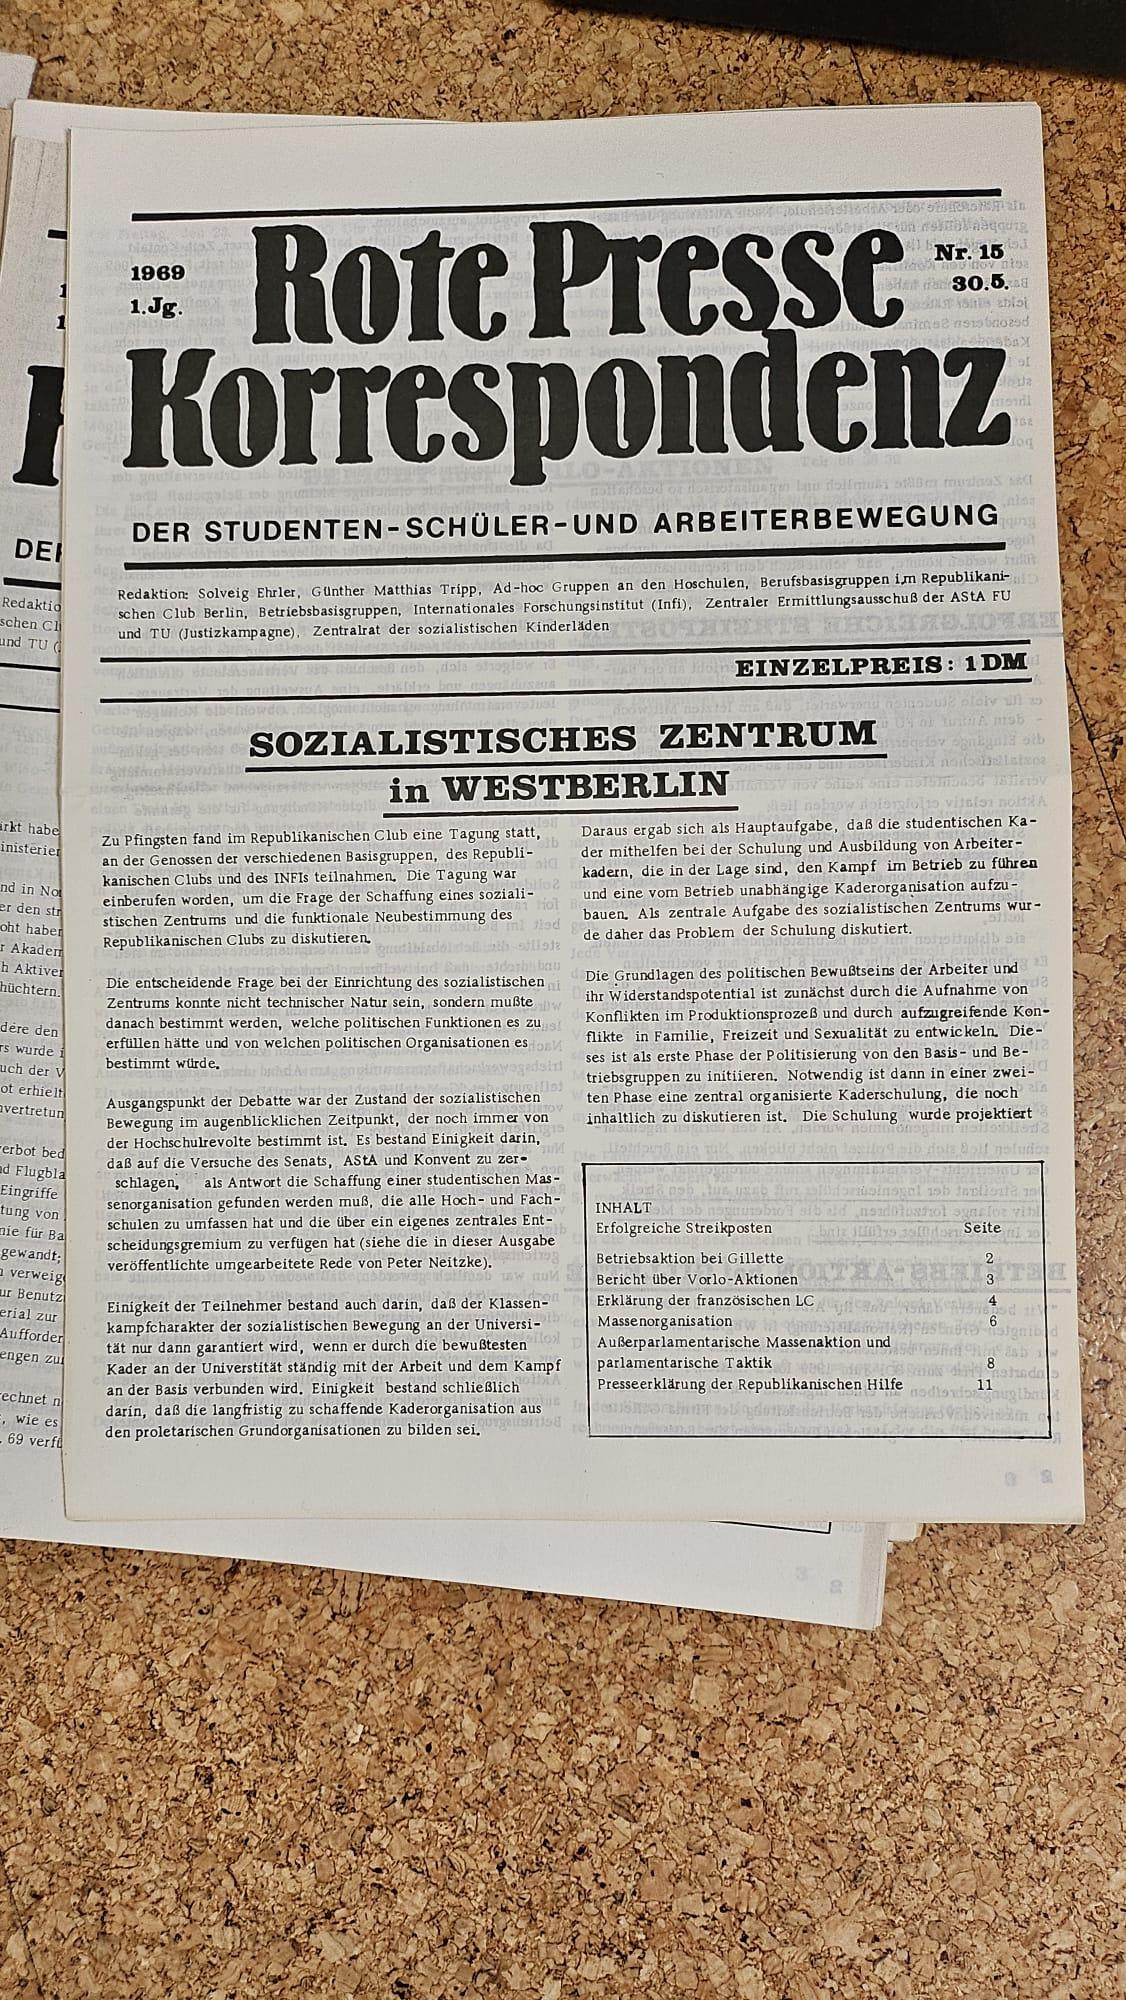 1969
1.Jg.
Rote Presse
Korrespondenz
Nr. 15
30.5.
DER STUDENTEN-SCHÜLER-UND ARBEITERBEWEGUNG
Redaktion: Solveig Ehrler, Günther Matthias Tripp, Ad-hoc Gruppen an den Hoschulen, Berufsbasisgruppen i,m Republikani-
schen Club Berlin, Betriebsbasisgruppen, Internationales Forschungsinstitut (Infi), Zentraler Ermittlungsausschuß der AStA FU
und TU (Justizkampagne), Zentralrat der sozialistischen Kinderläden
EINZELPREIS: 1 DM
SOZIALISTISCHES ZENTRUM
in WESTBERLIN
Zu Pfingsten fand im Republikanischen Club eine Tagung statt,
an der Genossen der verschiedenen Basisgruppen, des Republi-
kanischen Clubs und des INFIs teilnahmen. Die Tagung war
einberufen worden, um die Frage der Schaffung eines soziali-
stischen Zentrums und die funktionale Neubestimmung des
Republikanischen Clubs zu diskutieren.
Die entscheidende Frage bei der Einrichtung des sozialistischen
Zentrums konnte nicht technischer Natur sein, sondern mußte
danach bestimmt werden, welche politischen Funktionen es zu
erfüllen hätte und von welchen politischen Organisationen es
bestimmt würde.
Ausgangspunkt der Debatte war der Zustand der sozialistischen
Bewegung im augenblicklichen Zeitpunkt, der noch immer von
der Hochschulrevolte bestimmt ist. Es bestand Einigkeit darin,
daß auf die Versuche des Senats, AStA und Konvent zu zer-
schlagen, als Antwort die Schaffung einer studentischen Mas-
senorganisation gefunden werden muß, die alle Hoch- und Fach-
schulen zu umfassen hat und die über ein eigenes zentrales Ent-
scheidungsgremium zu verfügen hat (siehe die in dieser Ausgabe
veröffentlichte umgearbeitete Rede von Peter Neitzke).
Einigkeit der Teilnehmer bestand auch darin, daß der Klassen-
kampfcharakter der sozialistischen Bewegung an der Universi-
tät nur dann garantiert wird, wenn er durch die bewußtesten
Kader an der Universtität ständig mit der Arbeit und dem Kampf
an der Basis verbunden wird. Einigkeit bestand schließlich
darin, daß die langfristig zu schaffende Kaderorganisation aus
den proletarischen Grundorganisationen zu bilden sei.
Daraus ergab sich als Hauptaufgabe, daß die studentischen Ka-
der mithelfen bei der Schulung und Ausbildung von Arbeiter-
kadern, die in der Lage sind, den Kampf im Betrieb zu führen
und eine vom Betrieb unabhängige Kaderorganisation aufzu-
bauen. Als zentrale Aufgabe des sozialistischen Zentrums wur-
de daher das Problem der Schulung diskutiert.
Die Grundlagen des politischen Bewußtseins der Arbeiter und
ihr Widerstandspotential ist zunächst durch die Aufnahme von
Konflikten im Produktionsprozeß und durch aufzugreifende Kon-
flikte in Familie, Freizeit und Sexualität zu entwickeln. Die-
ses ist als erste Phase der Politisierung von den Basis- und Be-
triebsgruppen zu initiieren. Notwendig ist dann in einer zwei-
ten Phase eine zentral organisierte Kaderschulung, die noch
inhaltlich zu diskutieren ist. Die Schulung wurde projektiert
INHALT
Erfolgreiche Streikposten Seite
Betriebsaktion bei Gillette 2
Bericht über Vorlo-Aktionen 3
Erklärung der französischen LC 4
Massenorganisation 6
Außerparlamentarische Massenaktion und
parlamentarische Taktik 8
Presseerklärung der Republikanischen Hilfe 11